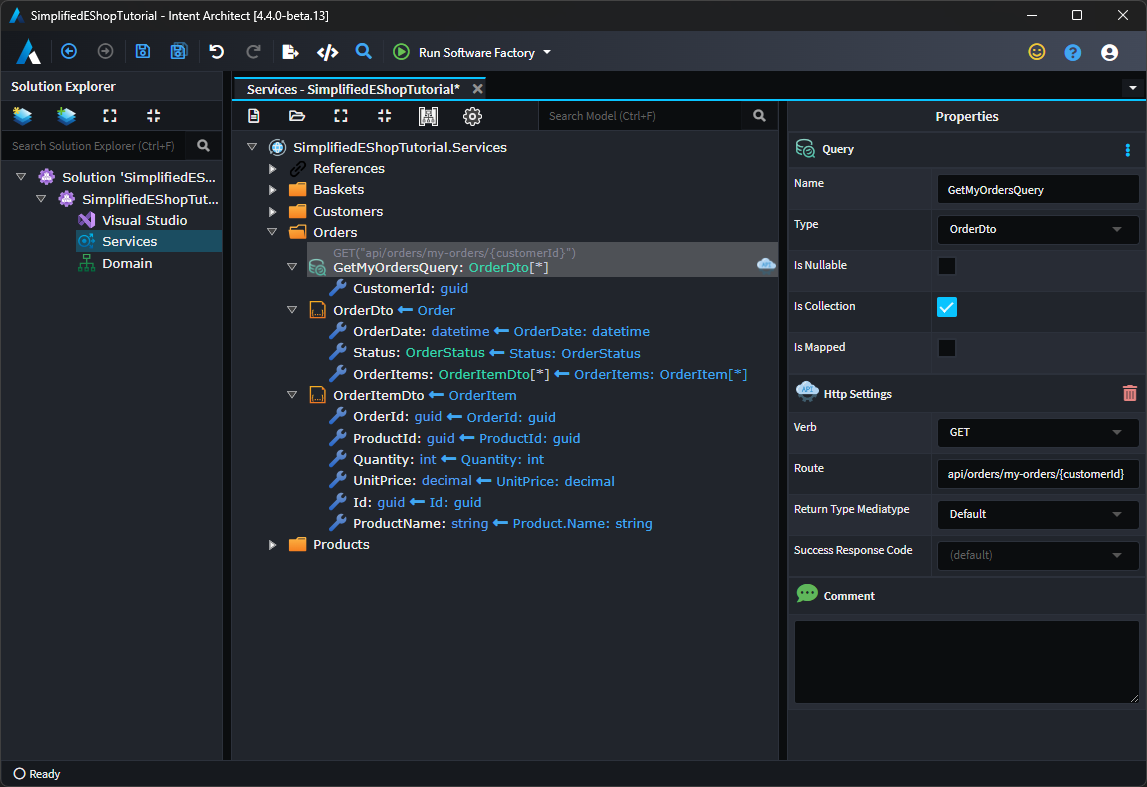 SimplifiedEShopTutorial - Intent Architect [4.4.0-beta.13]
Run Software Factory
Solution Explorer
Search Solution Explorer (Ctrl+F)
Solution 'SimplifiedES...
SimplifiedEShopTut...
Visual Studio
Services
Domain
Services - SimplifiedEShopTutorial*
Search Model (Ctrl+F)
SimplifiedEShopTutorial.Services
References
Baskets
Customers
Orders
GET("api/orders/my-orders/{customerId}")
GetMyOrdersQuery: OrderDto[*]
CustomerId: guid
OrderDto Order
OrderDate: datetime OrderDate: datetime
Status: OrderStatus Status: OrderStatus
OrderItems: OrderItemDto[*] OrderItems: OrderItem[*]
OrderItemDto OrderItem
OrderId: guid OrderId: guid
ProductId: guid ProductId: guid
Quantity: int Quantity: int
UnitPrice: decimal UnitPrice: decimal
Id: guid Id: guid
ProductName: string Product.Name: string
Products
Properties
Query
Name GetMyOrdersQuery
Type OrderDto
Is Nullable
Is Collection
Is Mapped
API Http Settings
Verb GET
Route api/orders/my-orders/{customerId}
Return Type Mediatype Default
Success Response Code (default)
Comment
Ready